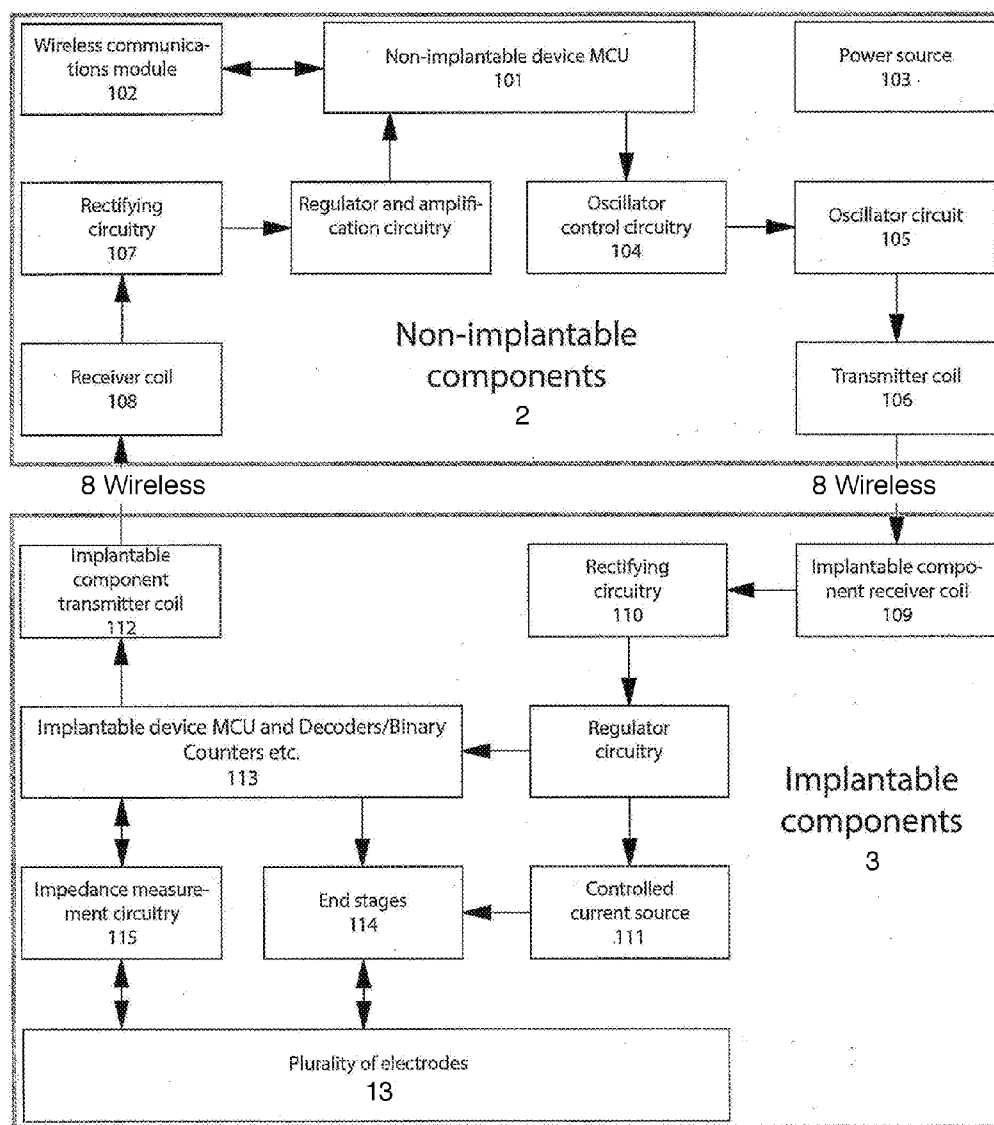 Wireless communica-
tions module
102
Non-implantable device MCU
101
Power source
103
Rectifying
circuitry
107
Regulator and amplifi-
cation circuitry
Oscillator
control circuitry
104
Oscillator circuit
105
Receiver coil
108
Non-implantable
components
2
Transmitter coil
106
8 Wireless
8 Wireless
Implantable
component
transmitter coil
112
Rectifying
circuitry
110
Implantable compo-
nent receiver coil
109
Implantable device MCU and Decoders/Binary
Counters etc.
113
Regulator
circuitry
Implantable
components
3
Impedance measure-
ment circuitry
115
End stages
114
Controlled
current source
111
Plurality of electrodes
13